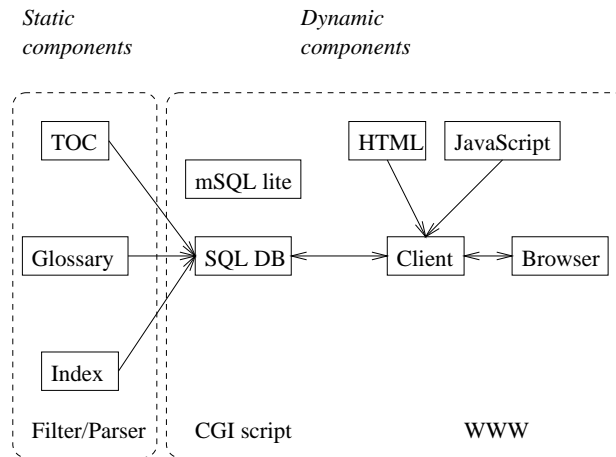 Static
components
Dynamic
components
TOC
HTML
JavaScript
mSQL lite
Glossary
SQL DB
Client
Browser
Index
Filter/Parser
CGI script
WWW